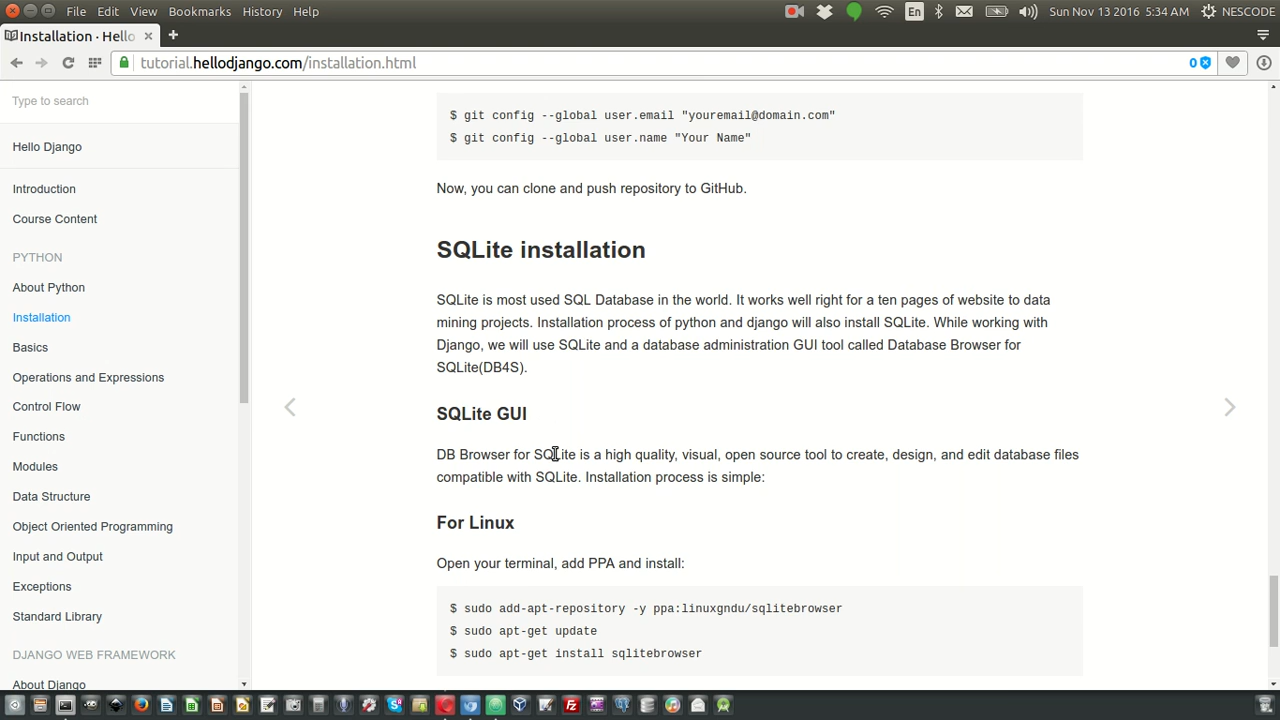 File Edit View Bookmarks History Help
En
Sun Nov 13 2016 5:34 AM
NESCODE
Installation · Hello
tutorial.hellodjango.com/installation.html
0
Type to search
Hello Django
Introduction
Course Content
PYTHON
About Python
Installation
Basics
Operations and Expressions
Control Flow
Functions
Modules
Data Structure
Object Oriented Programming
Input and Output
Exceptions
Standard Library
DJANGO WEB FRAMEWORK
About Django
$ git config --global user.email "youremail@domain.com"
$ git config --global user.name "Your Name"
Now, you can clone and push repository to GitHub.
SQLite installation
SQLite is most used SQL Database in the world. It works well right for a ten pages of website to data
mining projects. Installation process of python and django will also install SQLite. While working with
Django, we will use SQLite and a database administration GUI tool called Database Browser for
SQLite(DB4S).
SQLite GUI
DB Browser for SQLite is a high quality, visual, open source tool to create, design, and edit database files
compatible with SQLite. Installation process is simple:
For Linux
Open your terminal, add PPA and install:
$ sudo add-apt-repository -y ppa:linuxgndu/sqlitebrowser
$ sudo apt-get update
$ sudo apt-get install sqlitebrowser